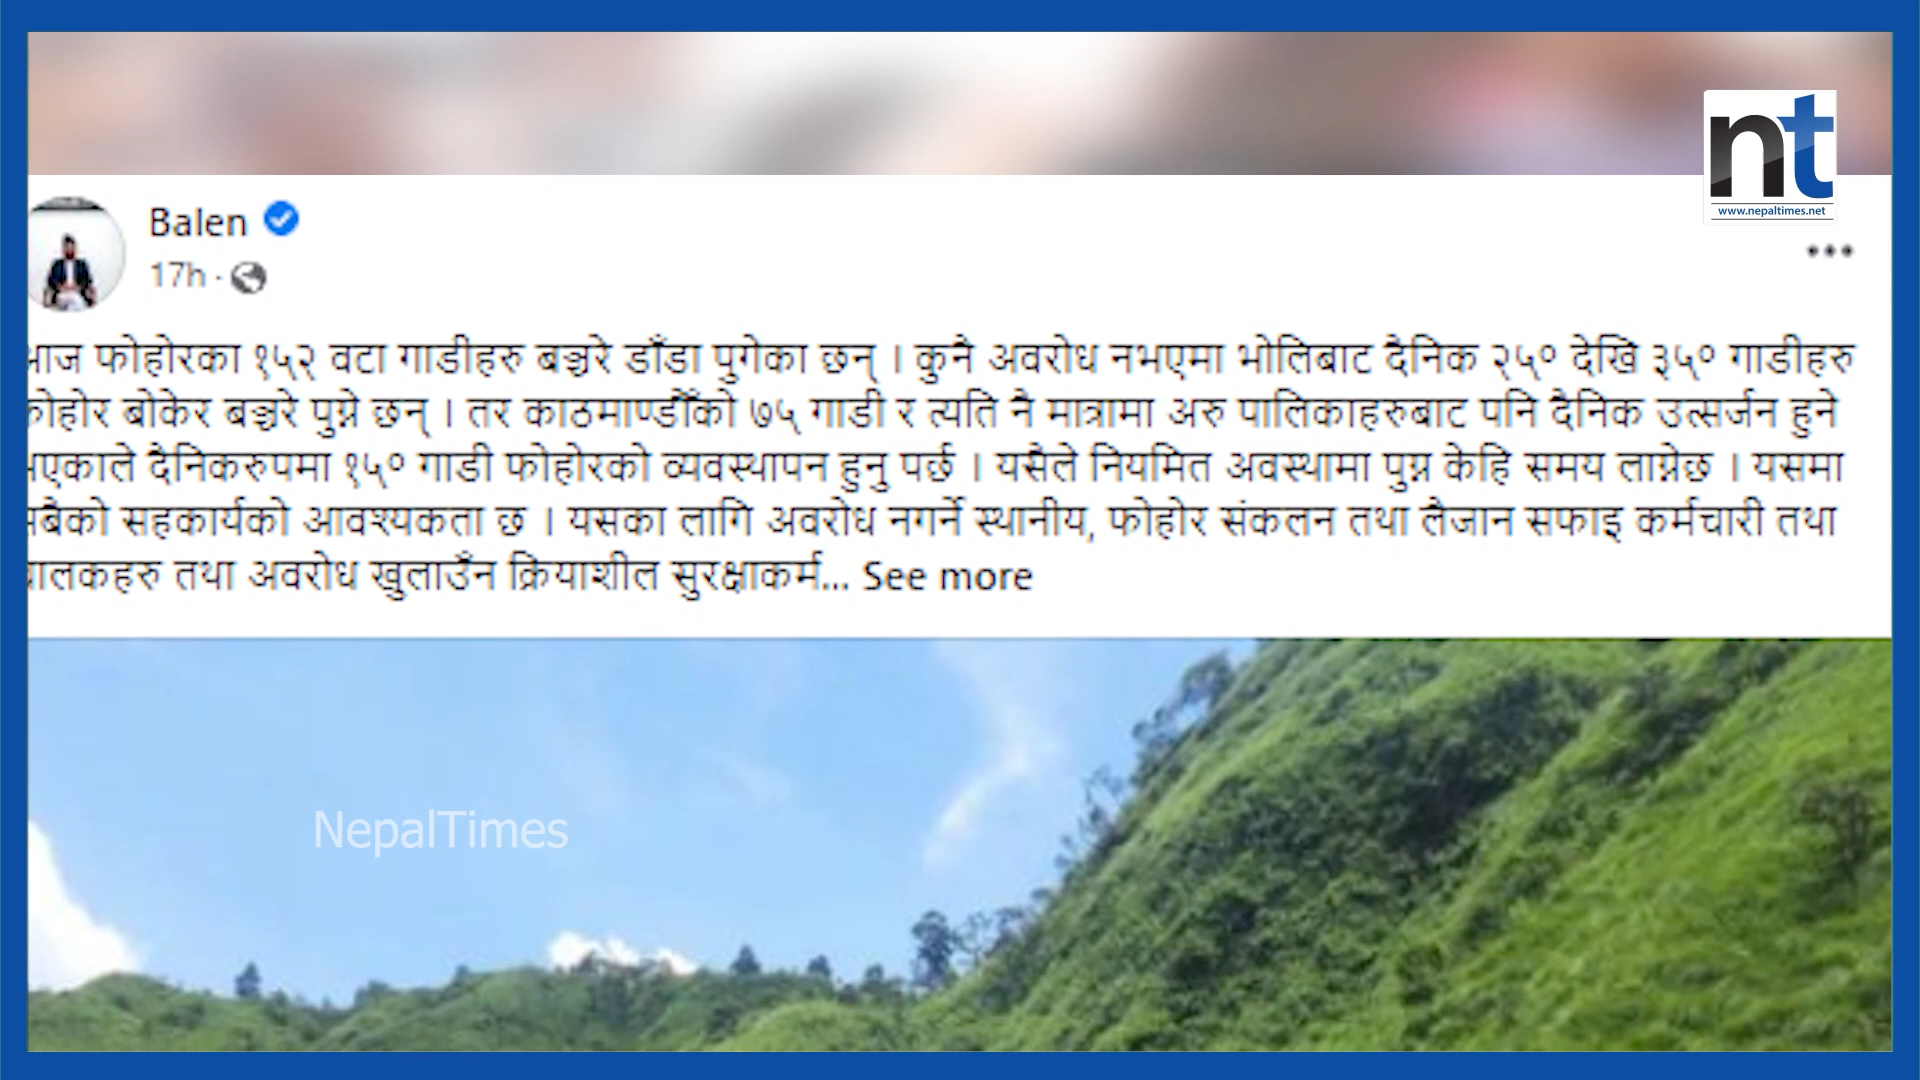 nt
www.nepaltimes.net
Balen
17h ·
आज फोहोरका १५२ वटा गाडीहरु बञ्चरे डाँडा पुगेका छन् । कुनै अवरोध नभएमा भोलिबाट दैनिक २५० देखि ३५० गाडीहरु
फोहोर बोकेर बञ्चरे पुग्ने छन् । तर काठमाण्डौँको ७५ गाडी र त्यति नै मात्रामा अरु पालिकाहरुबाट पनि दैनिक उत्सर्जन हुने
भएकाले दैनिकरुपमा १५० गाडी फोहोरको व्यवस्थापन हुनु पर्छ । यसैले नियमित अवस्थामा पुग्न केहि समय लाग्नेछ । यसमा
सबैको सहकार्यको आवश्यकता छ । यसका लागि अवरोध नगर्ने स्थानीय, फोहोर संकलन तथा लैजान सफाइ कर्मचारी तथा
चालकहरु तथा अवरोध खुलाउँन क्रियाशील सुरक्षाकर्म... See more
NepalTimes